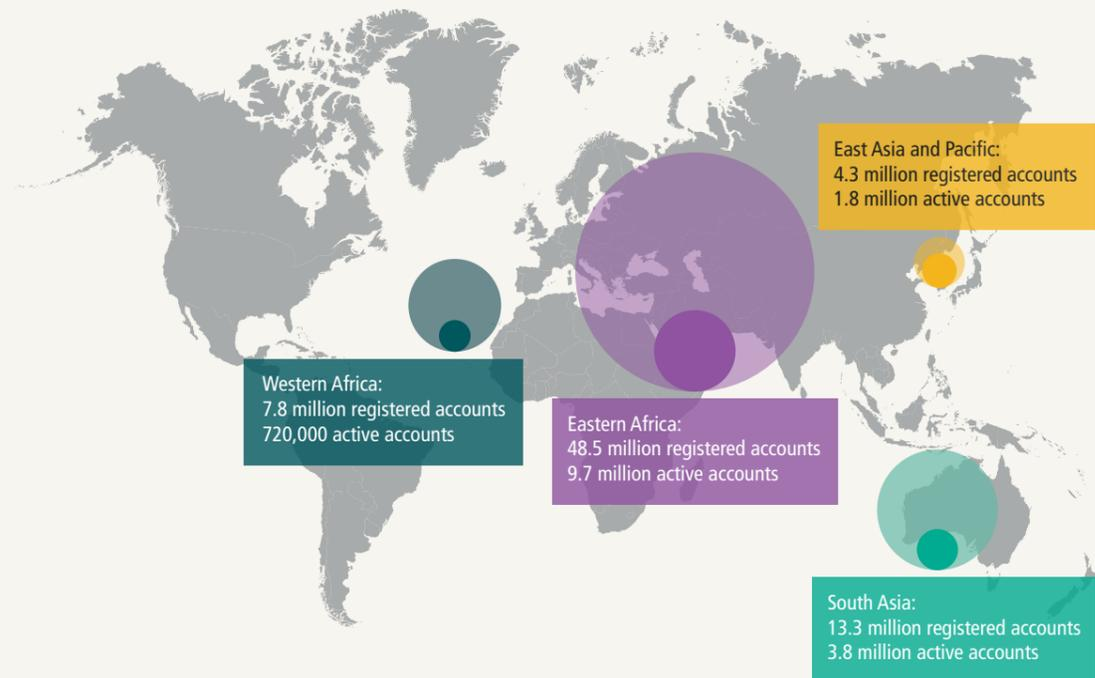 East Asia and Pacific:
4.3 million registered accounts
1.8 million active accounts
Western Africa:
7.8 million registered accounts
720,000 active accounts
Eastern Africa:
48.5 million registered accounts
9.7 million active accounts
South Asia:
13.3 million registered accounts
3.8 million active accounts